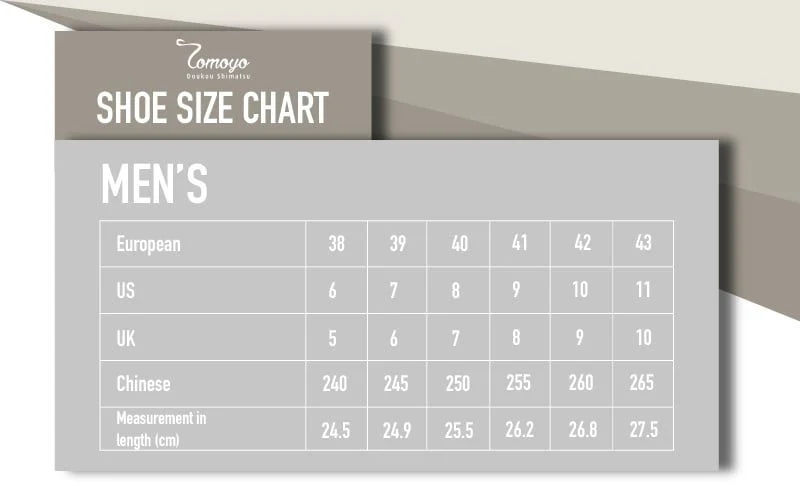 Tomoyo
Doukou Shimatsu
SHOE SIZE CHART
MEN'S
European 38 39 40 41 42 43
US 6 7 8 9 10 11
UK 5 6 7 8 9 10
Chinese 240 245 250 255 260 265
Measurement in
length (cm) 24.5 24.9 25.5 26.2 26.8 27.5